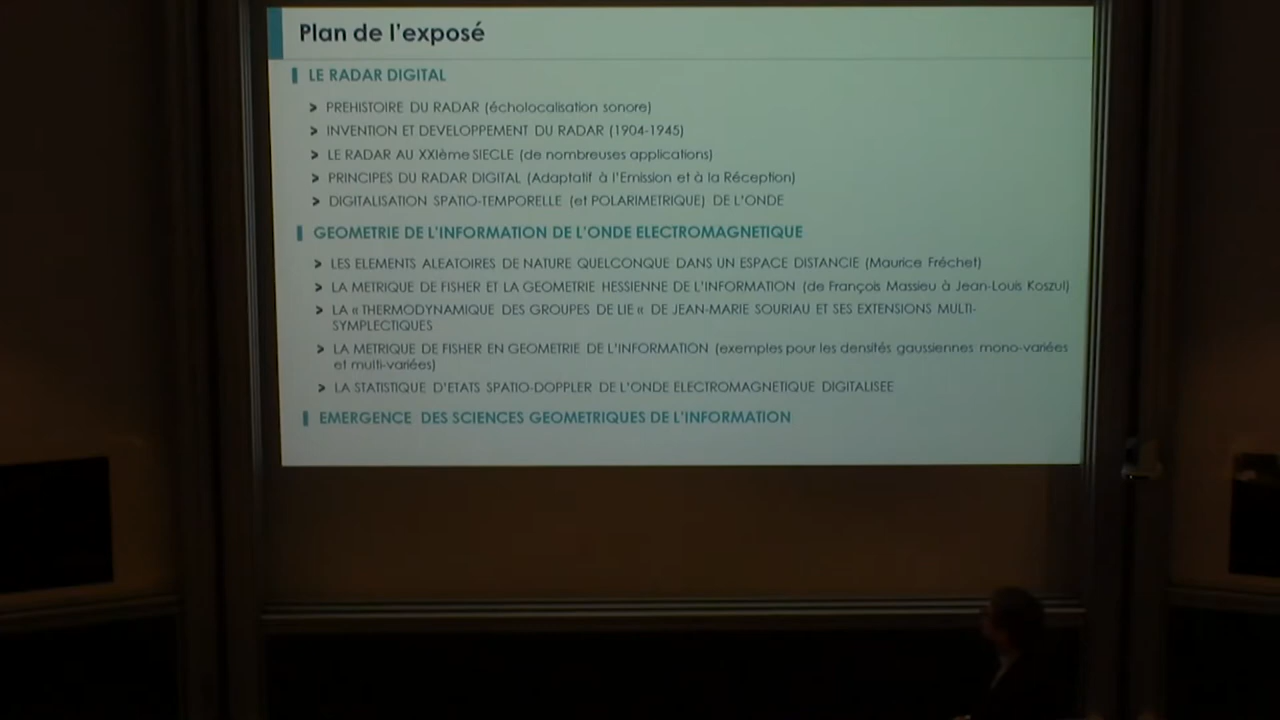 Plan de l'exposé
LE RADAR DIGITAL
> PREHISTOIRE DU RADAR (écholocalisation sonore)
> INVENTION ET DEVELOPPEMENT DU RADAR (1904-1945)
> LE RADAR AU XXIème SIECLE (de nombreuses applications)
> PRINCIPES DU RADAR DIGITAL (Adaptatif à l'Emission et à la Réception)
> DIGITALISATION SPATIO-TEMPORELLE (et POLARIMETRIQUE) DE L'ONDE
GEOMETRIE DE L'INFORMATION DE L'ONDE ELECTROMAGNETIQUE
> LES ELEMENTS ALEATOIRES DE NATURE QUELCONQUE DANS UN ESPACE DISTANCIE (Maurice Fréchet)
> LA METRIQUE DE FISHER ET LA GEOMETRIE HESSIENNE DE L'INFORMATION (de François Massieu à Jean-Louis Koszul)
> LA « THERMODYNAMIQUE DES GROUPES DE LIE « DE JEAN-MARIE SOURIAU ET SES EXTENSIONS MULTI-
SYMPLECTIQUES
> LA METRIQUE DE FISHER EN GEOMETRIE DE L'INFORMATION (exemples pour les densités gaussiennes mono-variées
et multi-variées)
> LA STATISTIQUE D'ETATS SPATIO-DOPPLER DE L'ONDE ELECTROMAGNETIQUE DIGITALISEE
EMERGENCE DES SCIENCES GEOMETRIQUES DE L'INFORMATION